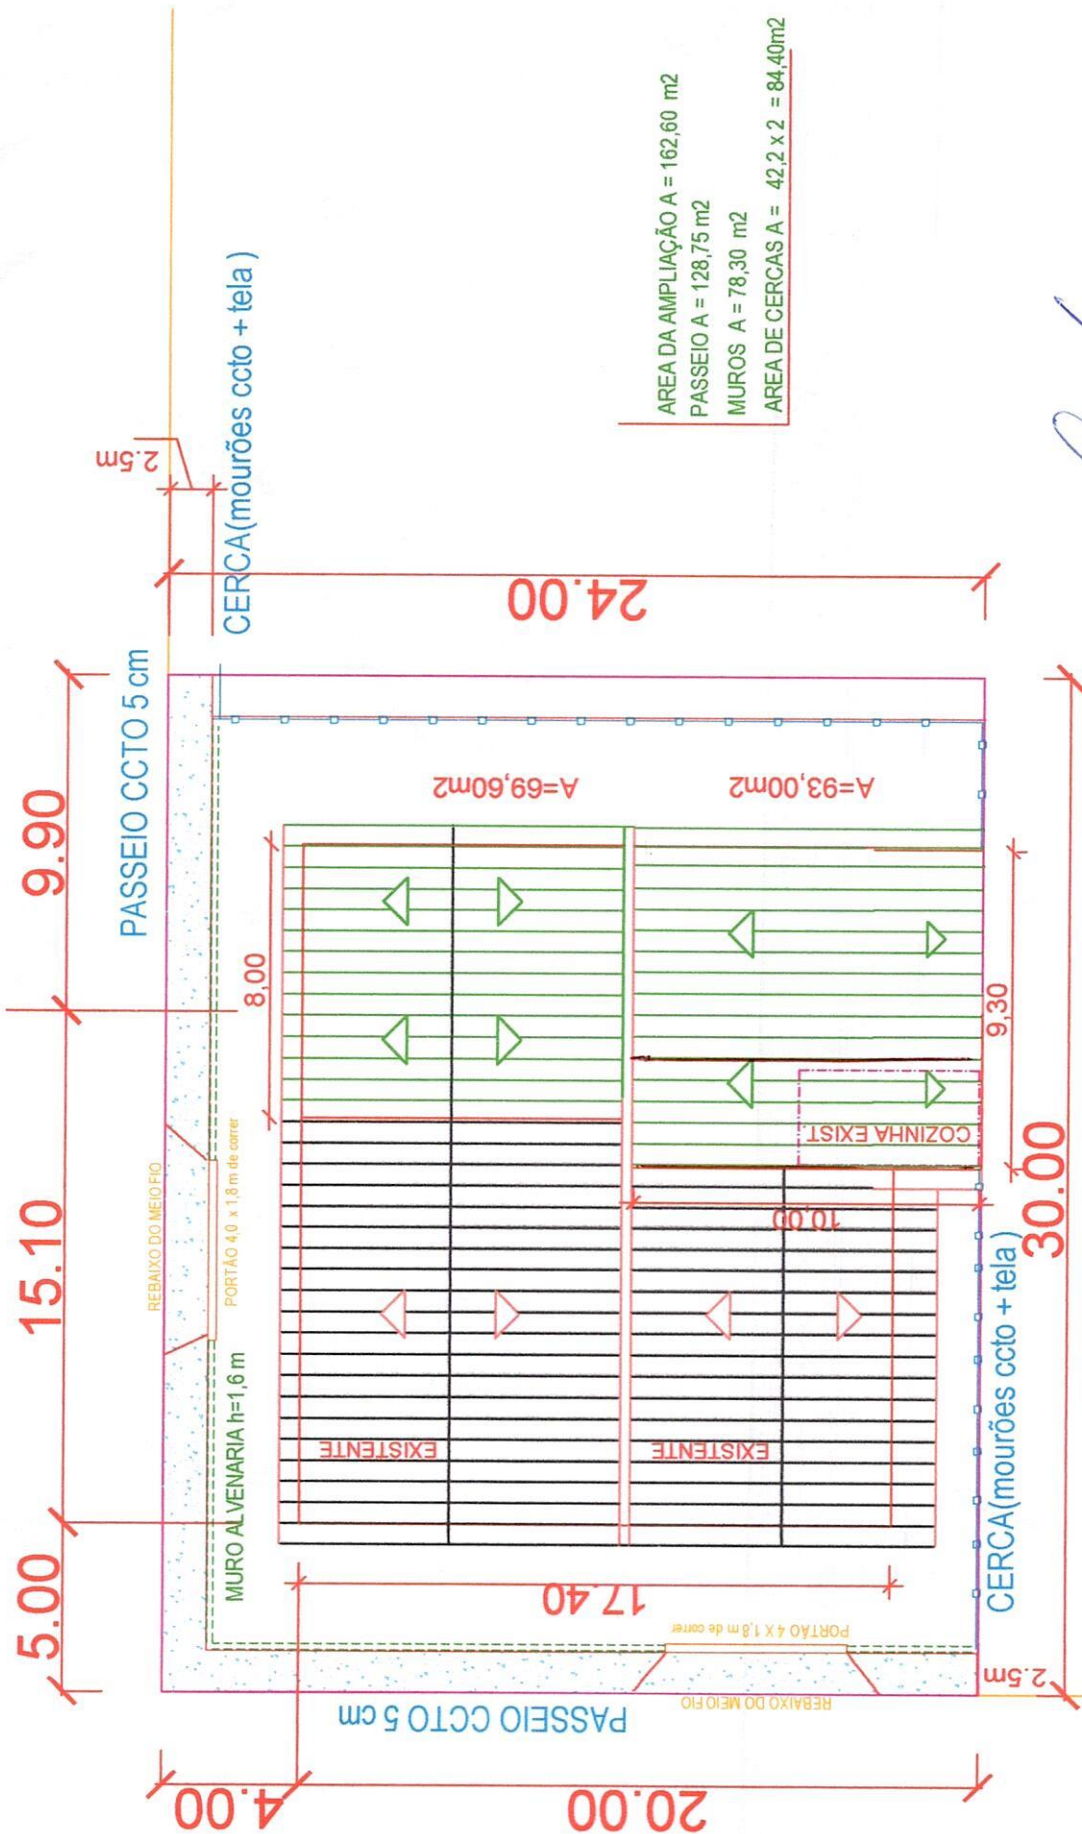 5.00
15.10
9.90
PASSEIO CCTO 5 cm
2.5m
CERCA(mourões ccto + tela )
REBAIXO DO MEIO FIO
PORTÃO 4,0 x 1,8 m de correr
MURO ALVENARIA h=1,6 m
8,00
24.00
4.00
20.00
17.40
EXISTENTE
EXISTENTE
A=69,60m2
A=93,00m2
COZINHA EXIST.
10,00
9,30
PASSEIO CCTO 5 cm
REBAIXO DO MEIO FIO
PORTÃO 4 X 1,8 m de correr
2.5m
CERCA(mourões ccto + tela )
30.00
AREA DA AMPLIAÇÃO A = 162,60 m2
PASSEIO A = 128,75 m2
MUROS A = 78,30 m2
AREA DE CERCAS A = 42,2 x 2 = 84,40m2